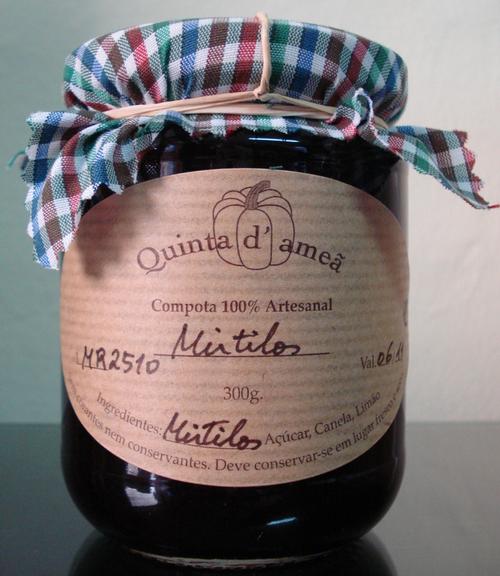 Quinta d' ameã
Compota 100% Artesanal
Mirtilos
MR2510
Val. 06.11
300g.
Ingredientes: Mirtilos Açúcar, Canela, Limão
nem conservantes. Deve conservar-se em lugar fresco